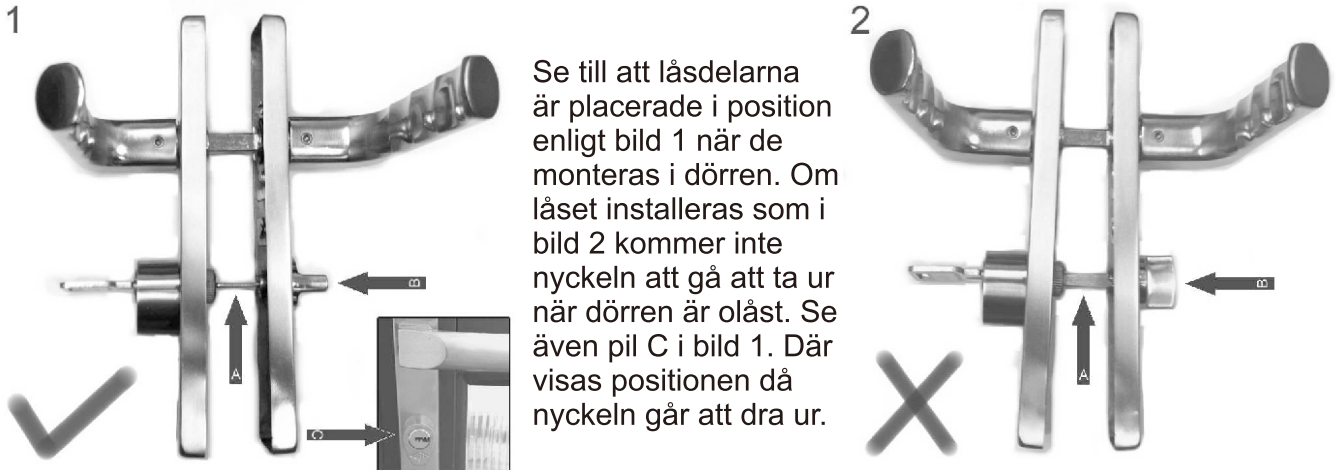 1
2
Se till att låsdelarna
är placerade i position
enligt bild 1 när de
monteras i dörren. Om
låset installeras som i
bild 2 kommer inte
nyckeln att gå att ta ur
när dörren är olåst. Se
även pil C i bild 1. Där
visas positionen då
nyckeln går att dra ur.
B
A
C
B
A